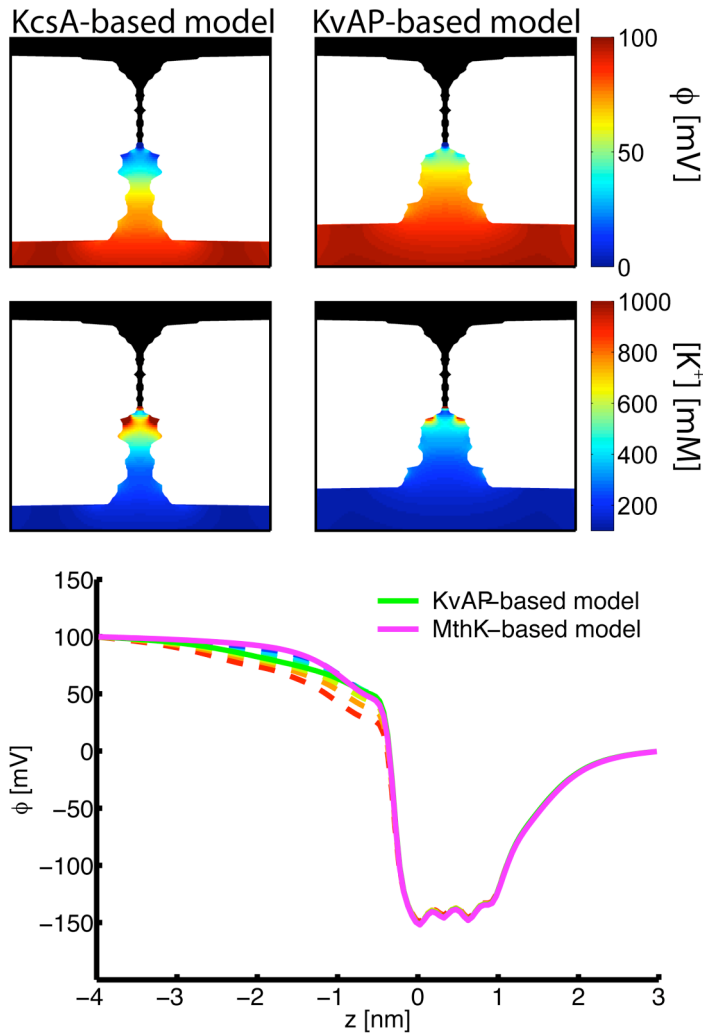 KcsA-based model KvAP-based model
100
50
0
ϕ [mV]
1000
800
600
400
200
[K⁺] [mM]
150
100
50
0
−50
−100
−150
ϕ [mV]
KvAP−based model
MthK−based model
−4 −3 −2 −1 0 1 2 3
z [nm]